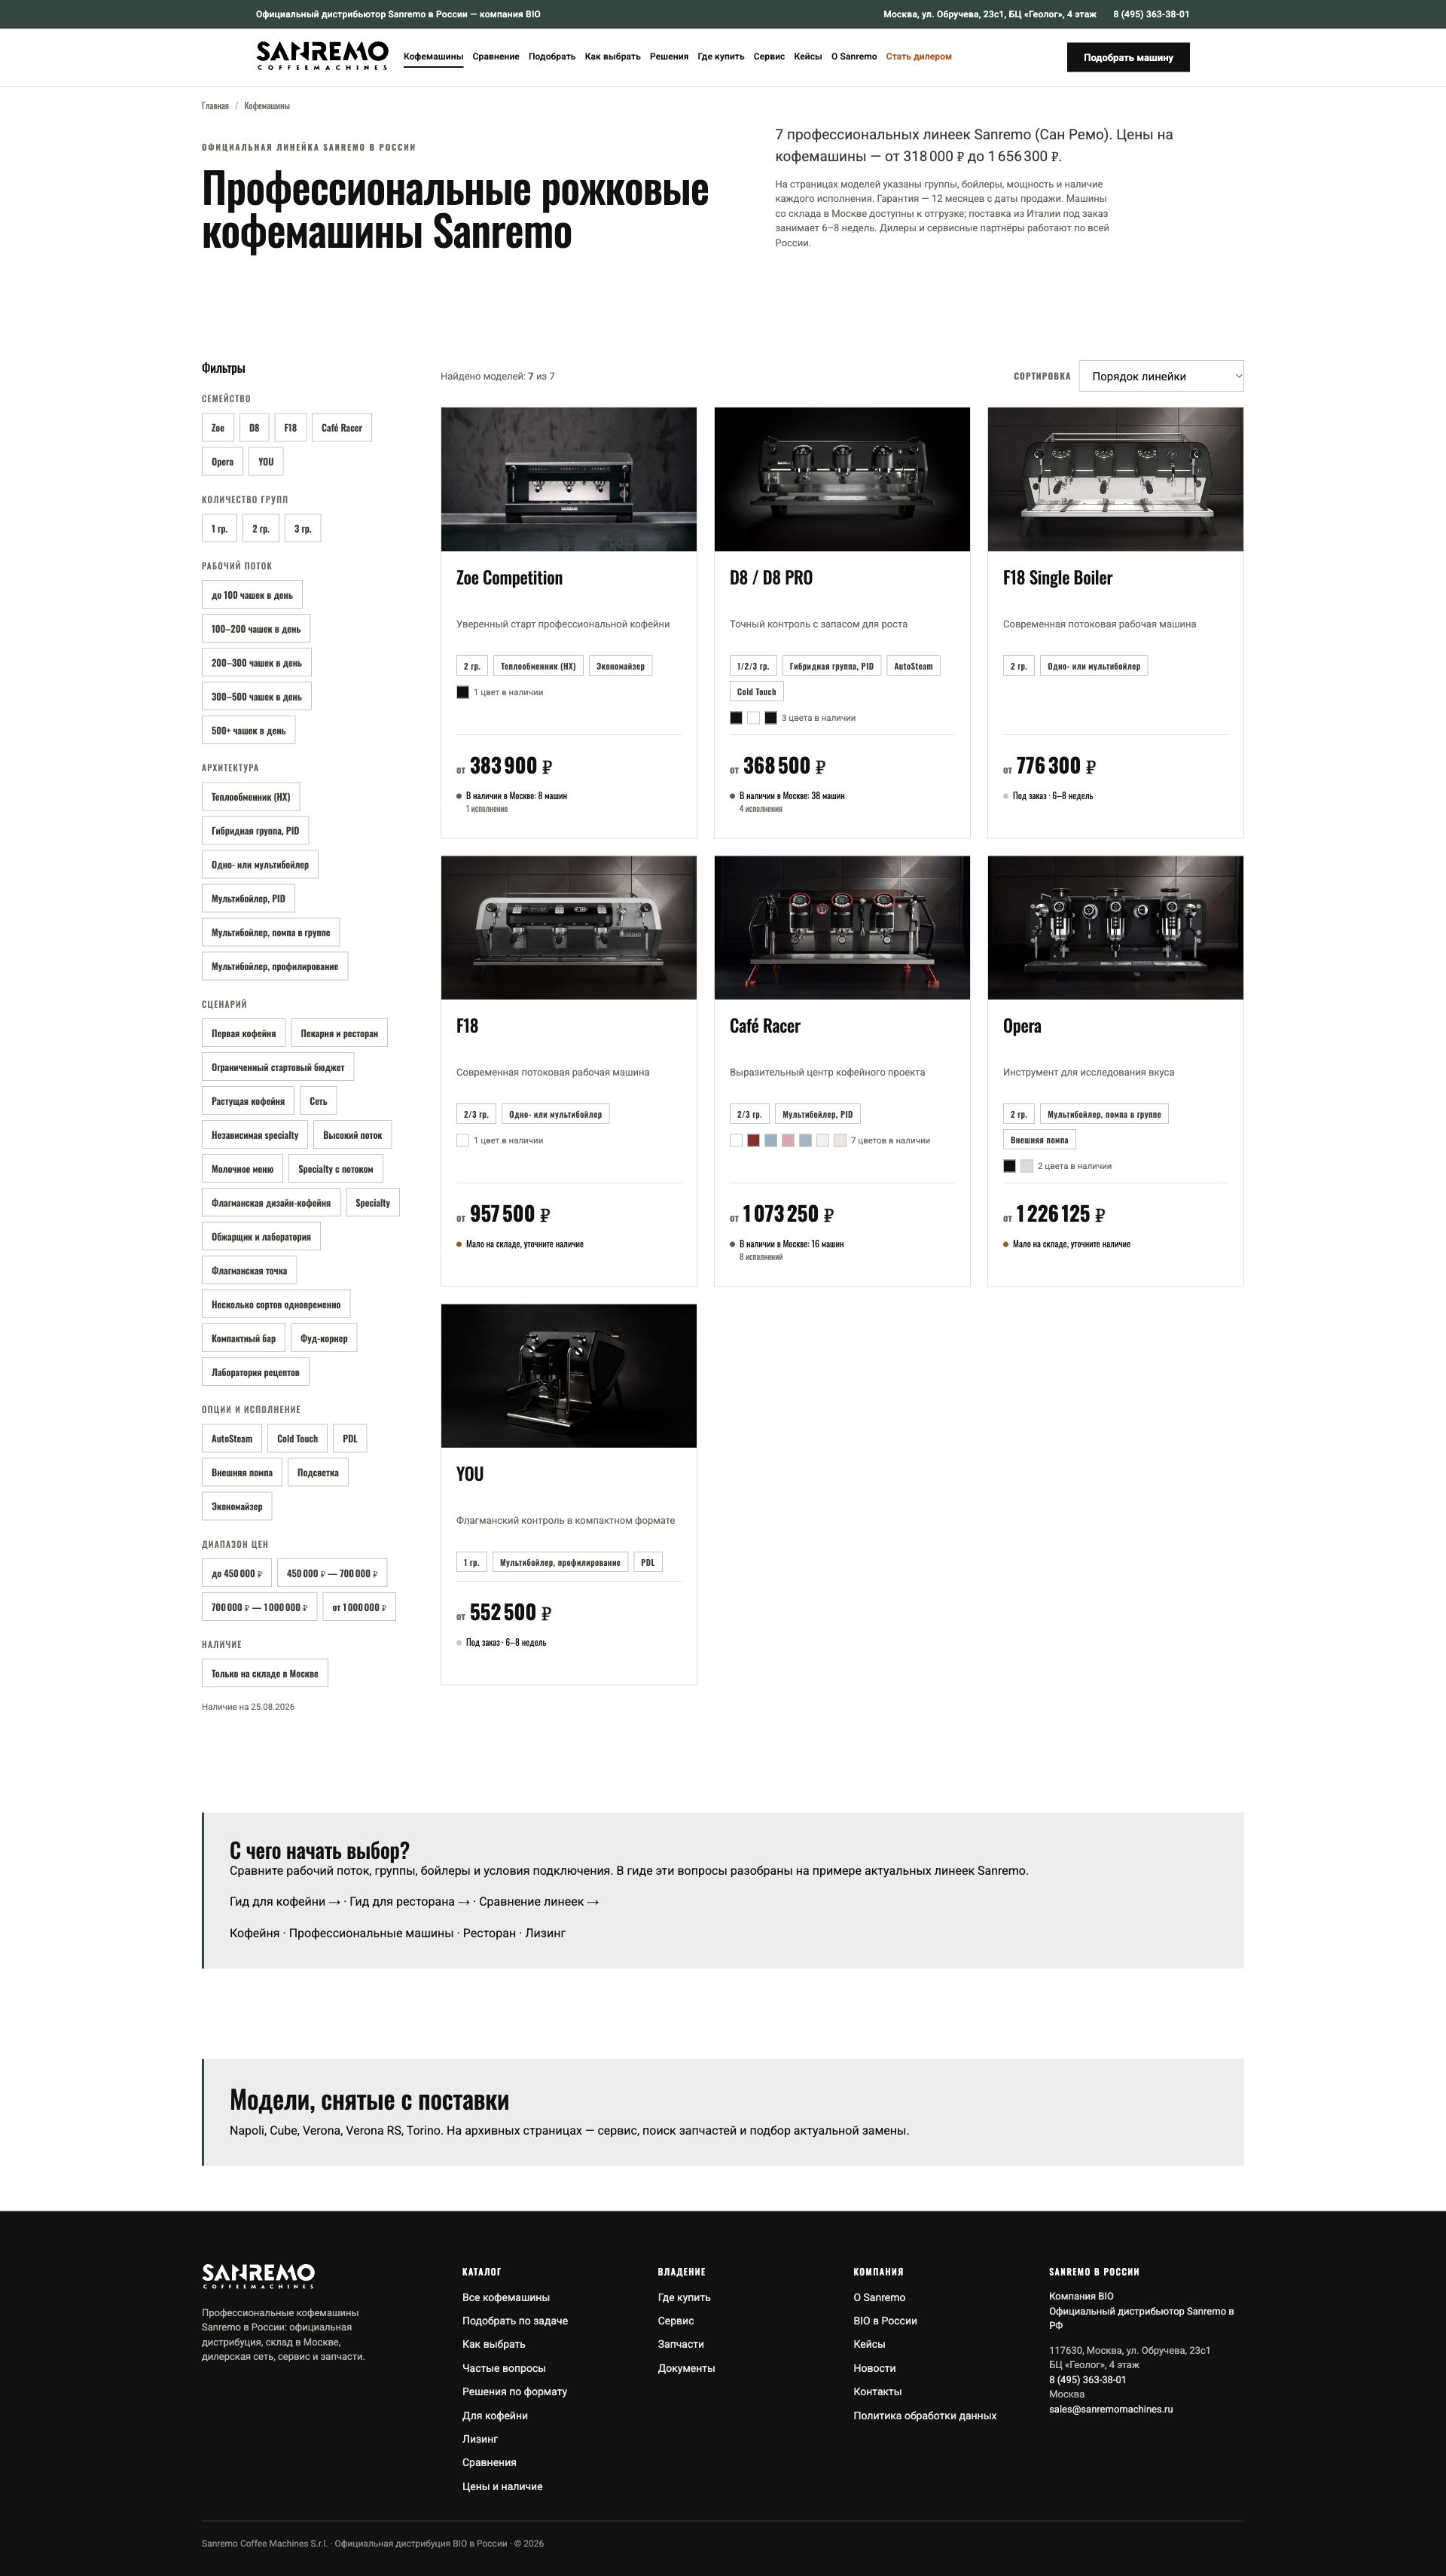 Официальный дистрибьютор Sanremo в России — компания BIO
Москва, ул. Обручева, 23с1, БЦ «Геолог», 4 этаж 8 (495) 363-38-01
SANREMO
COFFEEMACHINES
Кофемашины Сравнение Подобрать Как выбрать Решения Где купить Сервис Кейсы О Sanremo Стать дилером
Подобрать машину
Главная / Кофемашины
ОФИЦИАЛЬНАЯ ЛИНЕЙКА SANREMO В РОССИИ
Профессиональные рожковые
кофемашины Sanremo
7 профессиональных линеек Sanremo (Сан Ремо). Цены на
кофемашины — от 318 000 ₽ до 1 656 300 ₽.
На страницах моделей указаны группы, бойлеры, мощность и наличие
каждого исполнения. Гарантия — 12 месяцев с даты продажи. Машины
со склада в Москве доступны к отгрузке; поставка из Италии под заказ
занимает 6–8 недель. Дилеры и сервисные партнёры работают по всей
России.
Фильтры
СЕМЕЙСТВО
Zoe D8 F18 Café Racer
Opera YOU
КОЛИЧЕСТВО ГРУПП
1 гр. 2 гр. 3 гр.
РАБОЧИЙ ПОТОК
до 100 чашек в день
100–200 чашек в день
200–300 чашек в день
300–500 чашек в день
500+ чашек в день
АРХИТЕКТУРА
Теплообменник (HX)
Гибридная группа, PID
Одно- или мультибойлер
Мультибойлер, PID
Мультибойлер, помпа в группе
Мультибойлер, профилирование
СЦЕНАРИЙ
Первая кофейня Пекарня и ресторан
Ограниченный стартовый бюджет
Растущая кофейня Сеть
Независимая specialty Высокий поток
Молочное меню Specialty с потоком
Флагманская дизайн-кофейня Specialty
Обжарщик и лаборатория
Флагманская точка
Несколько сортов одновременно
Компактный бар Фуд-корнер
Лаборатория рецептов
ОПЦИИ И ИСПОЛНЕНИЕ
AutoSteam Cold Touch PDL
Внешняя помпа Подсветка
Экономайзер
ДИАПАЗОН ЦЕН
до 450 000 ₽ 450 000 ₽ — 700 000 ₽
700 000 ₽ — 1 000 000 ₽ от 1 000 000 ₽
НАЛИЧИЕ
Только на складе в Москве
Наличие на 25.08.2026
Найдено моделей: 7 из 7
СОРТИРОВКА Порядок линейки
Zoe Competition
Уверенный старт профессиональной кофейни
2 гр. Теплообменник (HX) Экономайзер
1 цвет в наличии
от 383 900 ₽
В наличии в Москве: 8 машин
1 исполнение
D8 / D8 PRO
Точный контроль с запасом для роста
1/2/3 гр. Гибридная группа, PID AutoSteam
Cold Touch
3 цвета в наличии
от 368 500 ₽
В наличии в Москве: 38 машин
4 исполнения
F18 Single Boiler
Современная потоковая рабочая машина
2 гр. Одно- или мультибойлер
от 776 300 ₽
Под заказ · 6–8 недель
F18
Современная потоковая рабочая машина
2/3 гр. Одно- или мультибойлер
1 цвет в наличии
от 957 500 ₽
Мало на складе, уточните наличие
Café Racer
Выразительный центр кофейного проекта
2/3 гр. Мультибойлер, PID
7 цветов в наличии
от 1 073 250 ₽
В наличии в Москве: 16 машин
8 исполнений
Opera
Инструмент для исследования вкуса
2 гр. Мультибойлер, помпа в группе
Внешняя помпа
2 цвета в наличии
от 1 226 125 ₽
Мало на складе, уточните наличие
YOU
Флагманский контроль в компактном формате
1 гр. Мультибойлер, профилирование PDL
от 552 500 ₽
Под заказ · 6–8 недель
С чего начать выбор?
Сравните рабочий поток, группы, бойлеры и условия подключения. В гиде эти вопросы разобраны на примере актуальных линеек Sanremo.
Гид для кофейни → · Гид для ресторана → · Сравнение линеек →
Кофейня · Профессиональные машины · Ресторан · Лизинг
Модели, снятые с поставки
Napoli, Cube, Verona, Verona RS, Torino. На архивных страницах — сервис, поиск запчастей и подбор актуальной замены.
SANREMO
COFFEEMACHINES
Профессиональные кофемашины
Sanremo в России: официальная
дистрибуция, склад в Москве,
дилерская сеть, сервис и запчасти.
КАТАЛОГ
Все кофемашины
Подобрать по задаче
Как выбрать
Частые вопросы
Решения по формату
Для кофейни
Лизинг
Сравнения
Цены и наличие
ВЛАДЕНИЕ
Где купить
Сервис
Запчасти
Документы
КОМПАНИЯ
О Sanremo
BIO в России
Кейсы
Новости
Контакты
Политика обработки данных
SANREMO В РОССИИ
Компания BIO
Официальный дистрибьютор Sanremo в
РФ
117630, Москва, ул. Обручева, 23с1
БЦ «Геолог», 4 этаж
8 (495) 363-38-01
Москва
sales@sanremomachines.ru
Sanremo Coffee Machines S.r.l. · Официальная дистрибуция BIO в России · © 2026